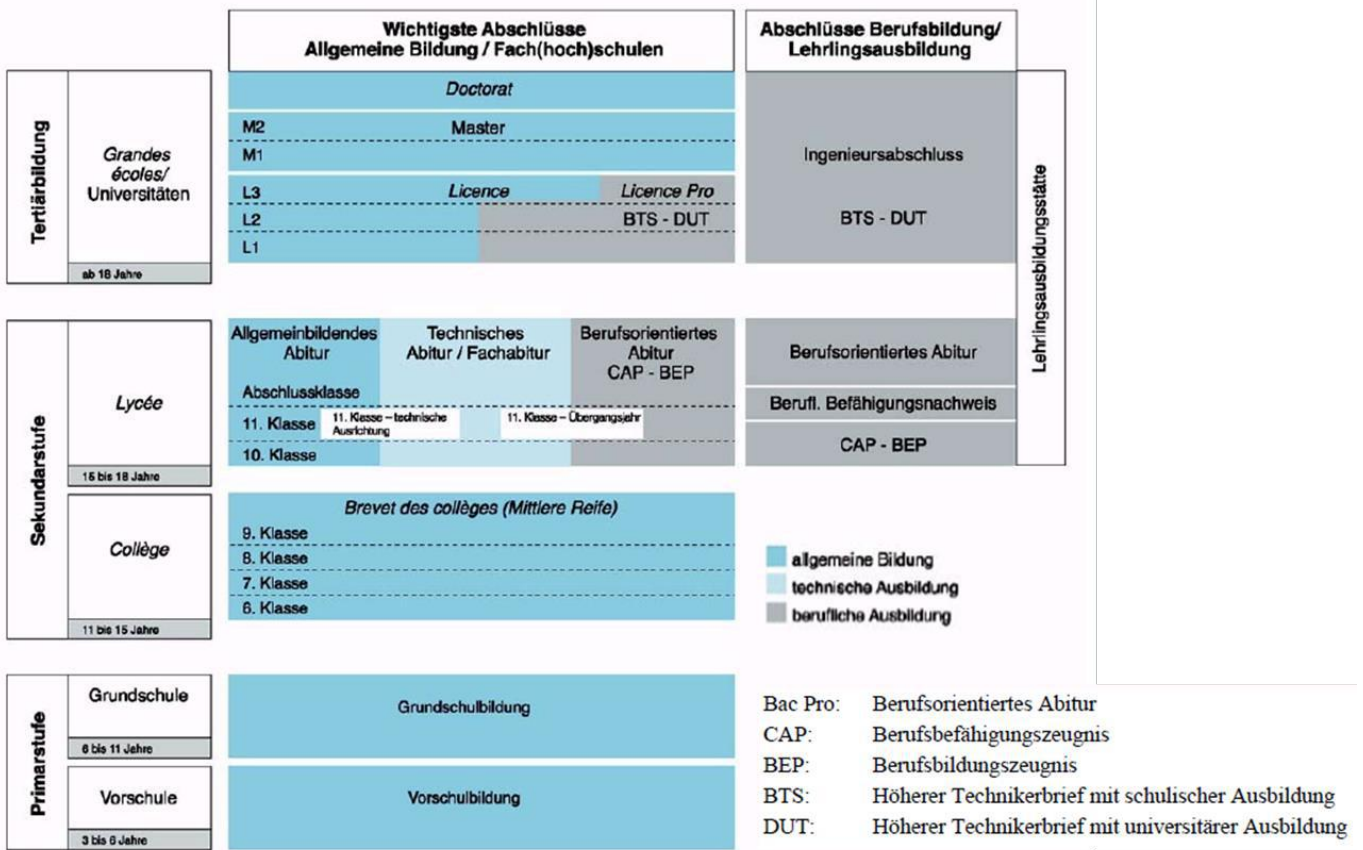 Wichtigste Abschlüsse
Allgemeine Bildung / Fach(hoch)schulen
Abschlüsse Berufsbildung/
Lehrlingsausbildung
Tertiärbildung
Grandes
écoles/
Universitäten
ab 18 Jahre
Doctorat
M2
Master
M1
L3
Licence
Licence Pro
L2
BTS - DUT
L1
Ingenieursabschluss
BTS - DUT
Lehrlingsausbildungsstätte
Sekundarstufe
Lycée
15 bis 18 Jahre
Allgemeinbildendes
Abitur
Technisches
Abitur / Fachabitur
Berufsorientiertes
Abitur
CAP - BEP
Abschlussklasse
11. Klasse
11. Klasse – technische
Ausrichtung
11. Klasse – Übergangsjahr
10. Klasse
Berufsorientiertes Abitur
Berufl. Befähigungsnachweis
CAP - BEP
Collège
11 bis 15 Jahre
Brevet des collèges (Mittlere Reife)
9. Klasse
8. Klasse
7. Klasse
6. Klasse
allgemeine Bildung
technische Ausbildung
berufliche Ausbildung
Primarstufe
Grundschule
6 bis 11 Jahre
Grundschulbildung
Vorschule
3 bis 6 Jahre
Vorschulbildung
Bac Pro: Berufsorientiertes Abitur
CAP: Berufsbefähigungszeugnis
BEP: Berufsbildungszeugnis
BTS: Höherer Technikerbrief mit schulischer Ausbildung
DUT: Höherer Technikerbrief mit universitärer Ausbildung